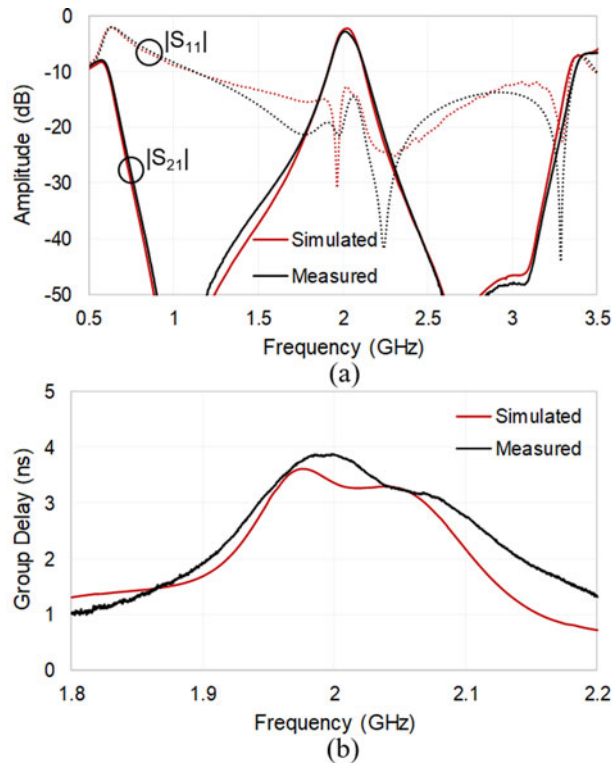 0
-10
-20
-30
-40
-50
Amplitude (dB)
|S11|
|S21|
Simulated
Measured
0.5 1 1.5 2 2.5 3 3.5
Frequency (GHz)
(a)
5
4
3
2
1
0
Group Delay (ns)
Simulated
Measured
1.8 1.9 2 2.1 2.2
Frequency (GHz)
(b)